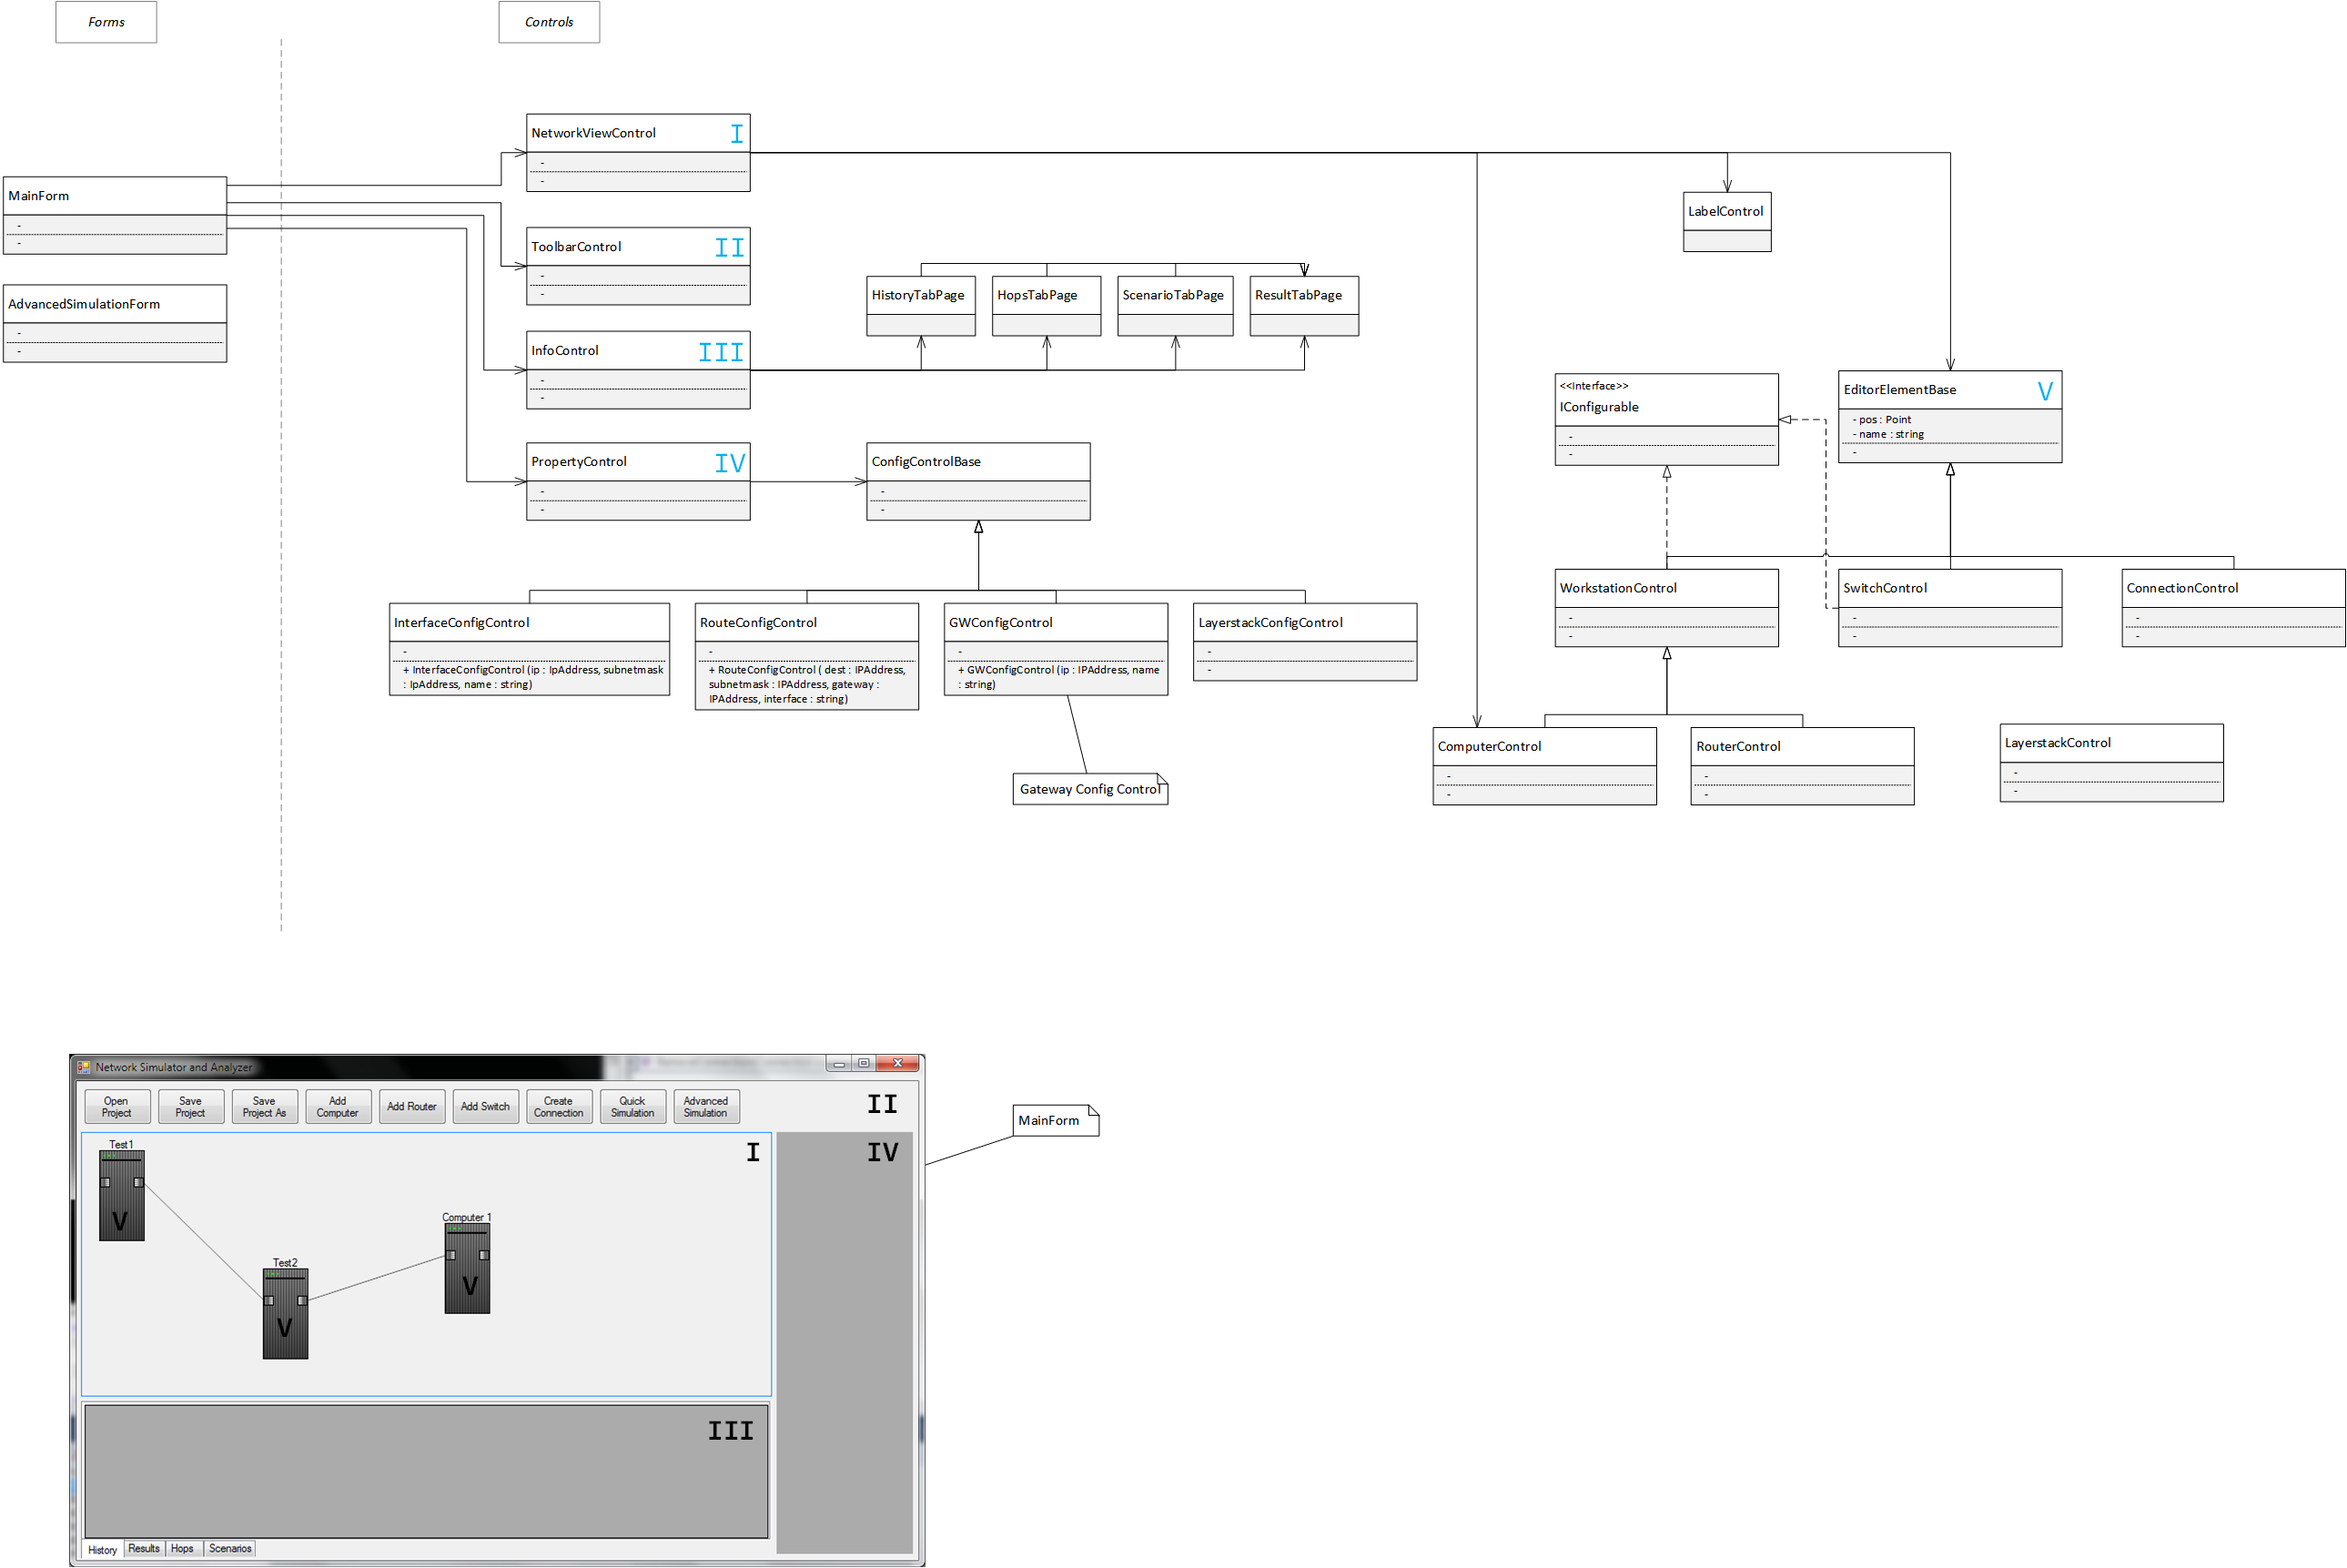 Forms
Controls
NetworkViewControl
I
-
-
MainForm
-
-
LabelControl
ToolbarControl
II
-
-
AdvancedSimulationForm
-
-
HistoryTabPage
HopsTabPage
ScenarioTabPage
ResultTabPage
InfoControl
III
-
-
<<Interface>>
IConfigurable
-
-
EditorElementBase
V
- pos : Point
- name : string
-
PropertyControl
IV
-
-
ConfigControlBase
-
-
WorkstationControl
-
-
SwitchControl
-
-
ConnectionControl
-
-
InterfaceConfigControl
-
+ InterfaceConfigControl (ip : IpAddress, subnetmask
: IpAddress, name : string)
RouteConfigControl
-
+ RouteConfigControl ( dest : IPAddress,
subnetmask : IPAddress, gateway :
IPAddress, interface : string)
GWConfigControl
-
+ GWConfigControl (ip : IPAddress, name
: string)
LayerstackConfigControl
-
-
Gateway Config Control
ComputerControl
-
-
RouterControl
-
-
LayerstackControl
-
-
Network Simulator and Analyzer
Open
Project
Save
Project
Save
Project As
Add
Computer
Add Router
Add Switch
Create
Connection
Quick
Simulation
Advanced
Simulation
II
MainForm
Test1
V
I
IV
Computer 1
V
Test2
V
III
History
Results
Hops
Scenarios